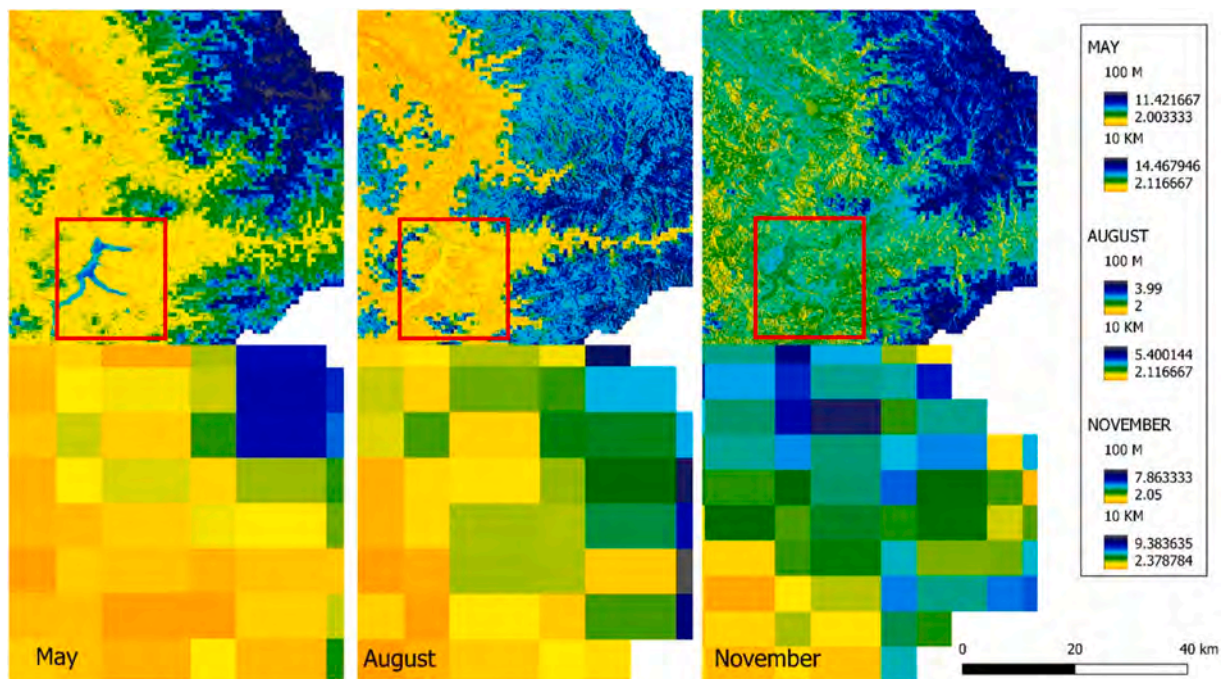 MAY
100 M
11.421667
2.003333
10 KM
14.467946
2.116667
AUGUST
100 M
3.99
2
10 KM
5.400144
2.116667
NOVEMBER
100 M
7.863333
2.05
10 KM
9.383635
2.378784
May
August
November
0 20 40 km